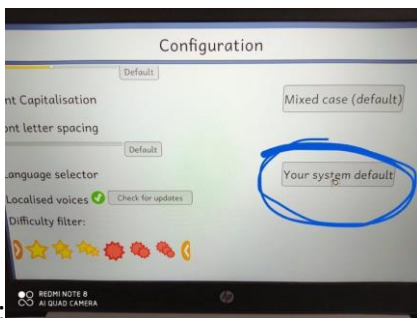 Configuration
Default
nt Capitalisation
Mixed case (default)
ont letter spacing
Default
anguage selector
Your system default
Localised voices
Check for updates
Difficulty filter:
REDMI NOTE 8
AI QUAD CAMERA
hp